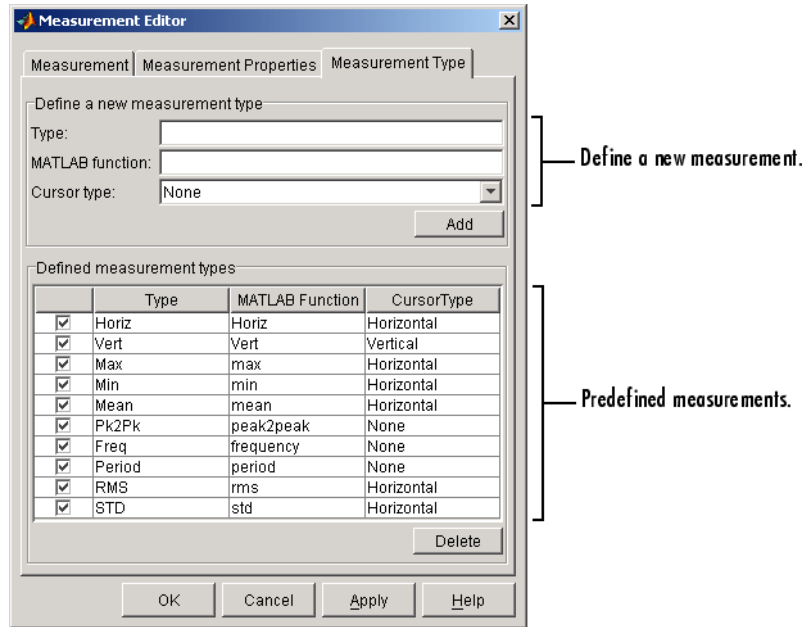 Measurement Editor
Measurement Measurement Properties Measurement Type
Define a new measurement type
Type:
MATLAB function:
Cursor type: None
Add
Define a new measurement.
Defined measurement types
Type MATLAB Function CursorType
Horiz Horiz Horizontal
Vert Vert Vertical
Max max Horizontal
Min min Horizontal
Mean mean Horizontal
Pk2Pk peak2peak None
Freq frequency None
Period period None
RMS rms Horizontal
STD std Horizontal
Predefined measurements.
Delete
OK Cancel Apply Help